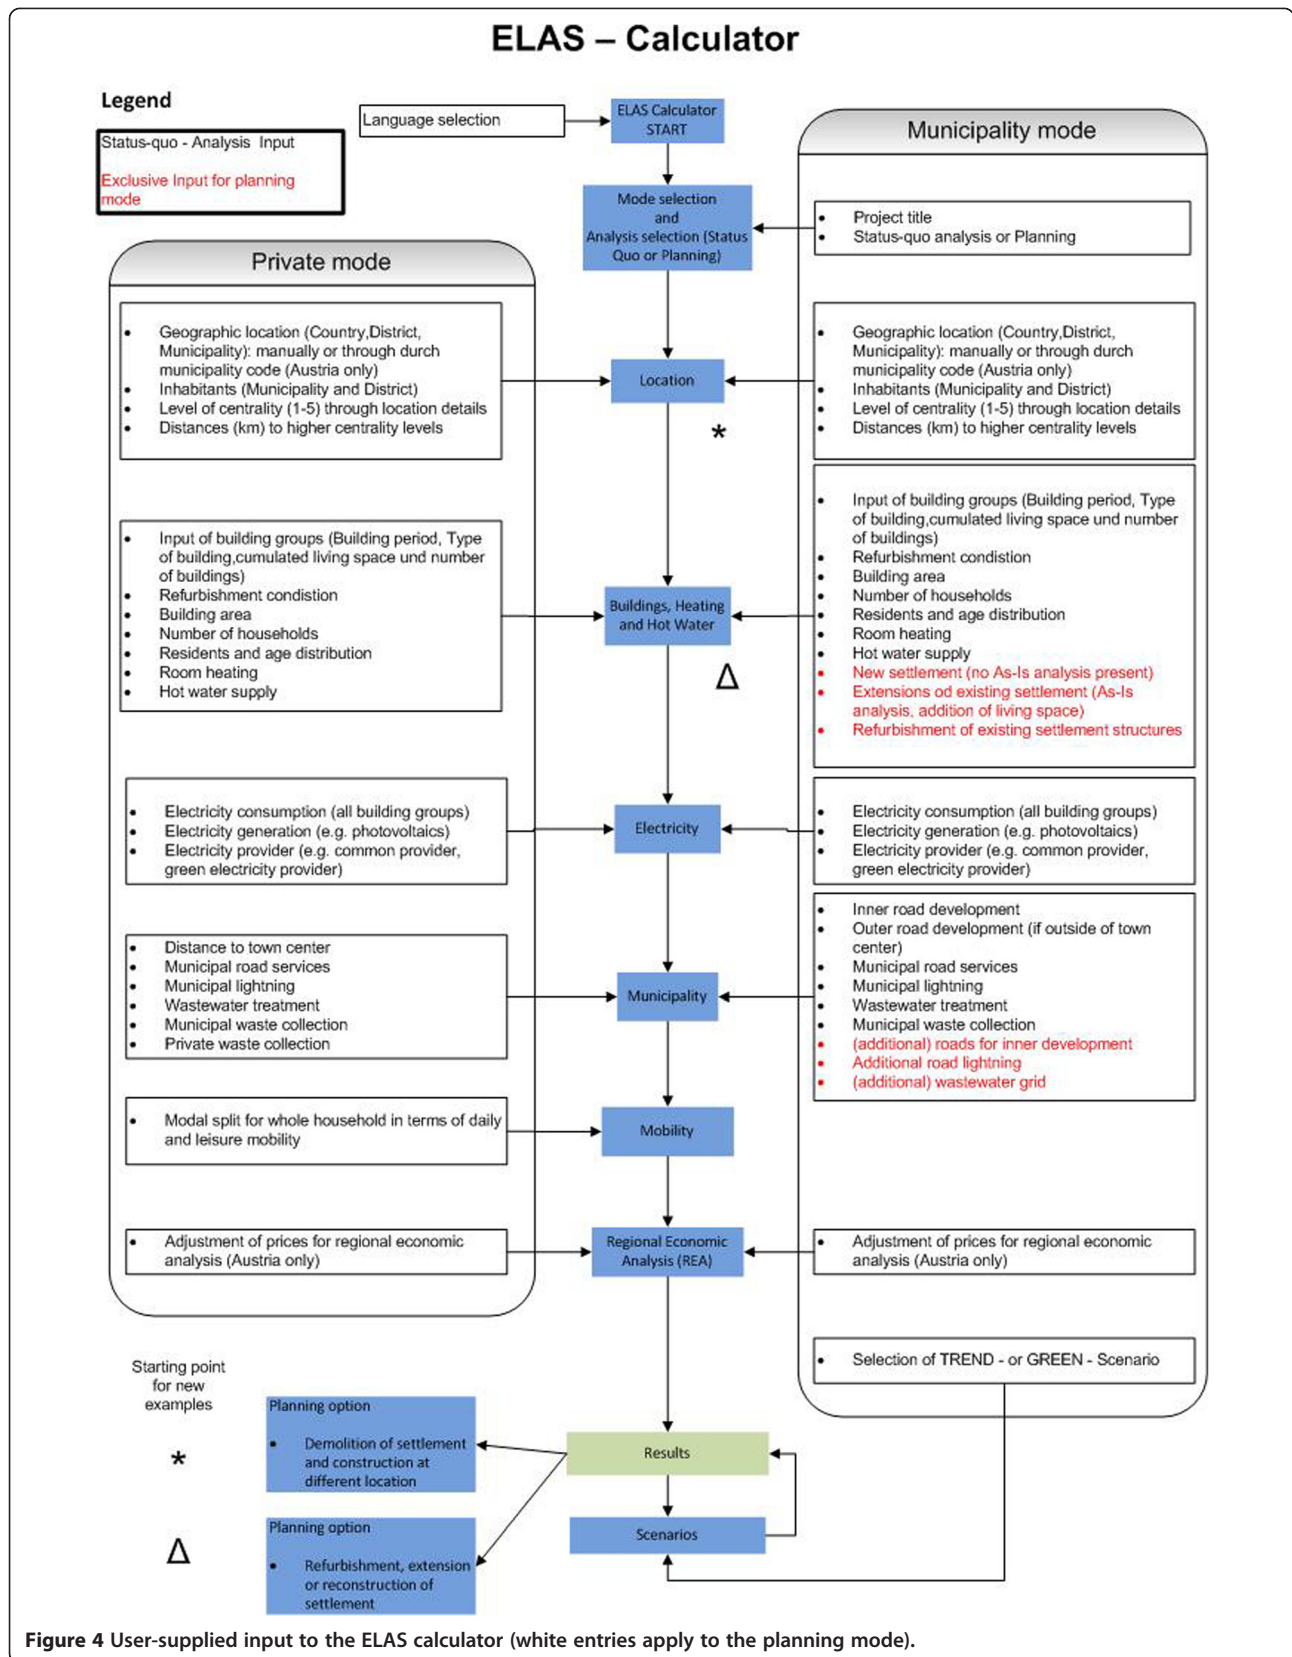 ELAS – Calculator
Legend
Status-quo - Analysis Input
Exclusive Input for planning
mode
Language selection
ELAS Calculator
START
Mode selection
and
Analysis selection (Status
Quo or Planning)
Municipality mode
• Project title
• Status-quo analysis or Planning
Private mode
• Geographic location (Country,District,
Municipality): manually or through durch
municipality code (Austria only)
• Inhabitants (Municipality and District)
• Level of centrality (1-5) through location details
• Distances (km) to higher centrality levels
Location
*
• Geographic location (Country,District,
Municipality): manually or through durch
municipality code (Austria only)
• Inhabitants (Municipality and District)
• Level of centrality (1-5) through location details
• Distances (km) to higher centrality levels
• Input of building groups (Building period, Type
of building,cumulated living space und number
of buildings)
• Refurbishment condistion
• Building area
• Number of households
• Residents and age distribution
• Room heating
• Hot water supply
Buildings, Heating
and Hot Water
Δ
• Input of building groups (Building period, Type
of building,cumulated living space und number
of buildings)
• Refurbishment condistion
• Building area
• Number of households
• Residents and age distribution
• Room heating
• Hot water supply
• New settlement (no As-Is analysis present)
• Extensions od existing settlement (As-Is
analysis, addition of living space)
• Refurbishment of existing settlement structures
• Electricity consumption (all building groups)
• Electricity generation (e.g. photovoltaics)
• Electricity provider (e.g. common provider,
green electricity provider)
Electricity
• Electricity consumption (all building groups)
• Electricity generation (e.g. photovoltaics)
• Electricity provider (e.g. common provider,
green electricity provider)
• Distance to town center
• Municipal road services
• Municipal lightning
• Wastewater treatment
• Municipal waste collection
• Private waste collection
Municipality
• Inner road development
• Outer road development (if outside of town
center)
• Municipal road services
• Municipal lightning
• Wastewater treatment
• Municipal waste collection
• (additional) roads for inner development
• Additional road lightning
• (additional) wastewater grid
• Modal split for whole household in terms of daily
and leisure mobility
Mobility
• Adjustment of prices for regional economic
analysis (Austria only)
Regional Economic
Analysis (REA)
• Adjustment of prices for regional economic
analysis (Austria only)
• Selection of TREND - or GREEN - Scenario
Starting point
for new
examples
*
Planning option
• Demolition of settlement
and construction at
different location
Results
Δ
Planning option
• Refurbishment, extension
or reconstruction of
settlement
Scenarios
Figure 4 User-supplied input to the ELAS calculator (white entries apply to the planning mode).